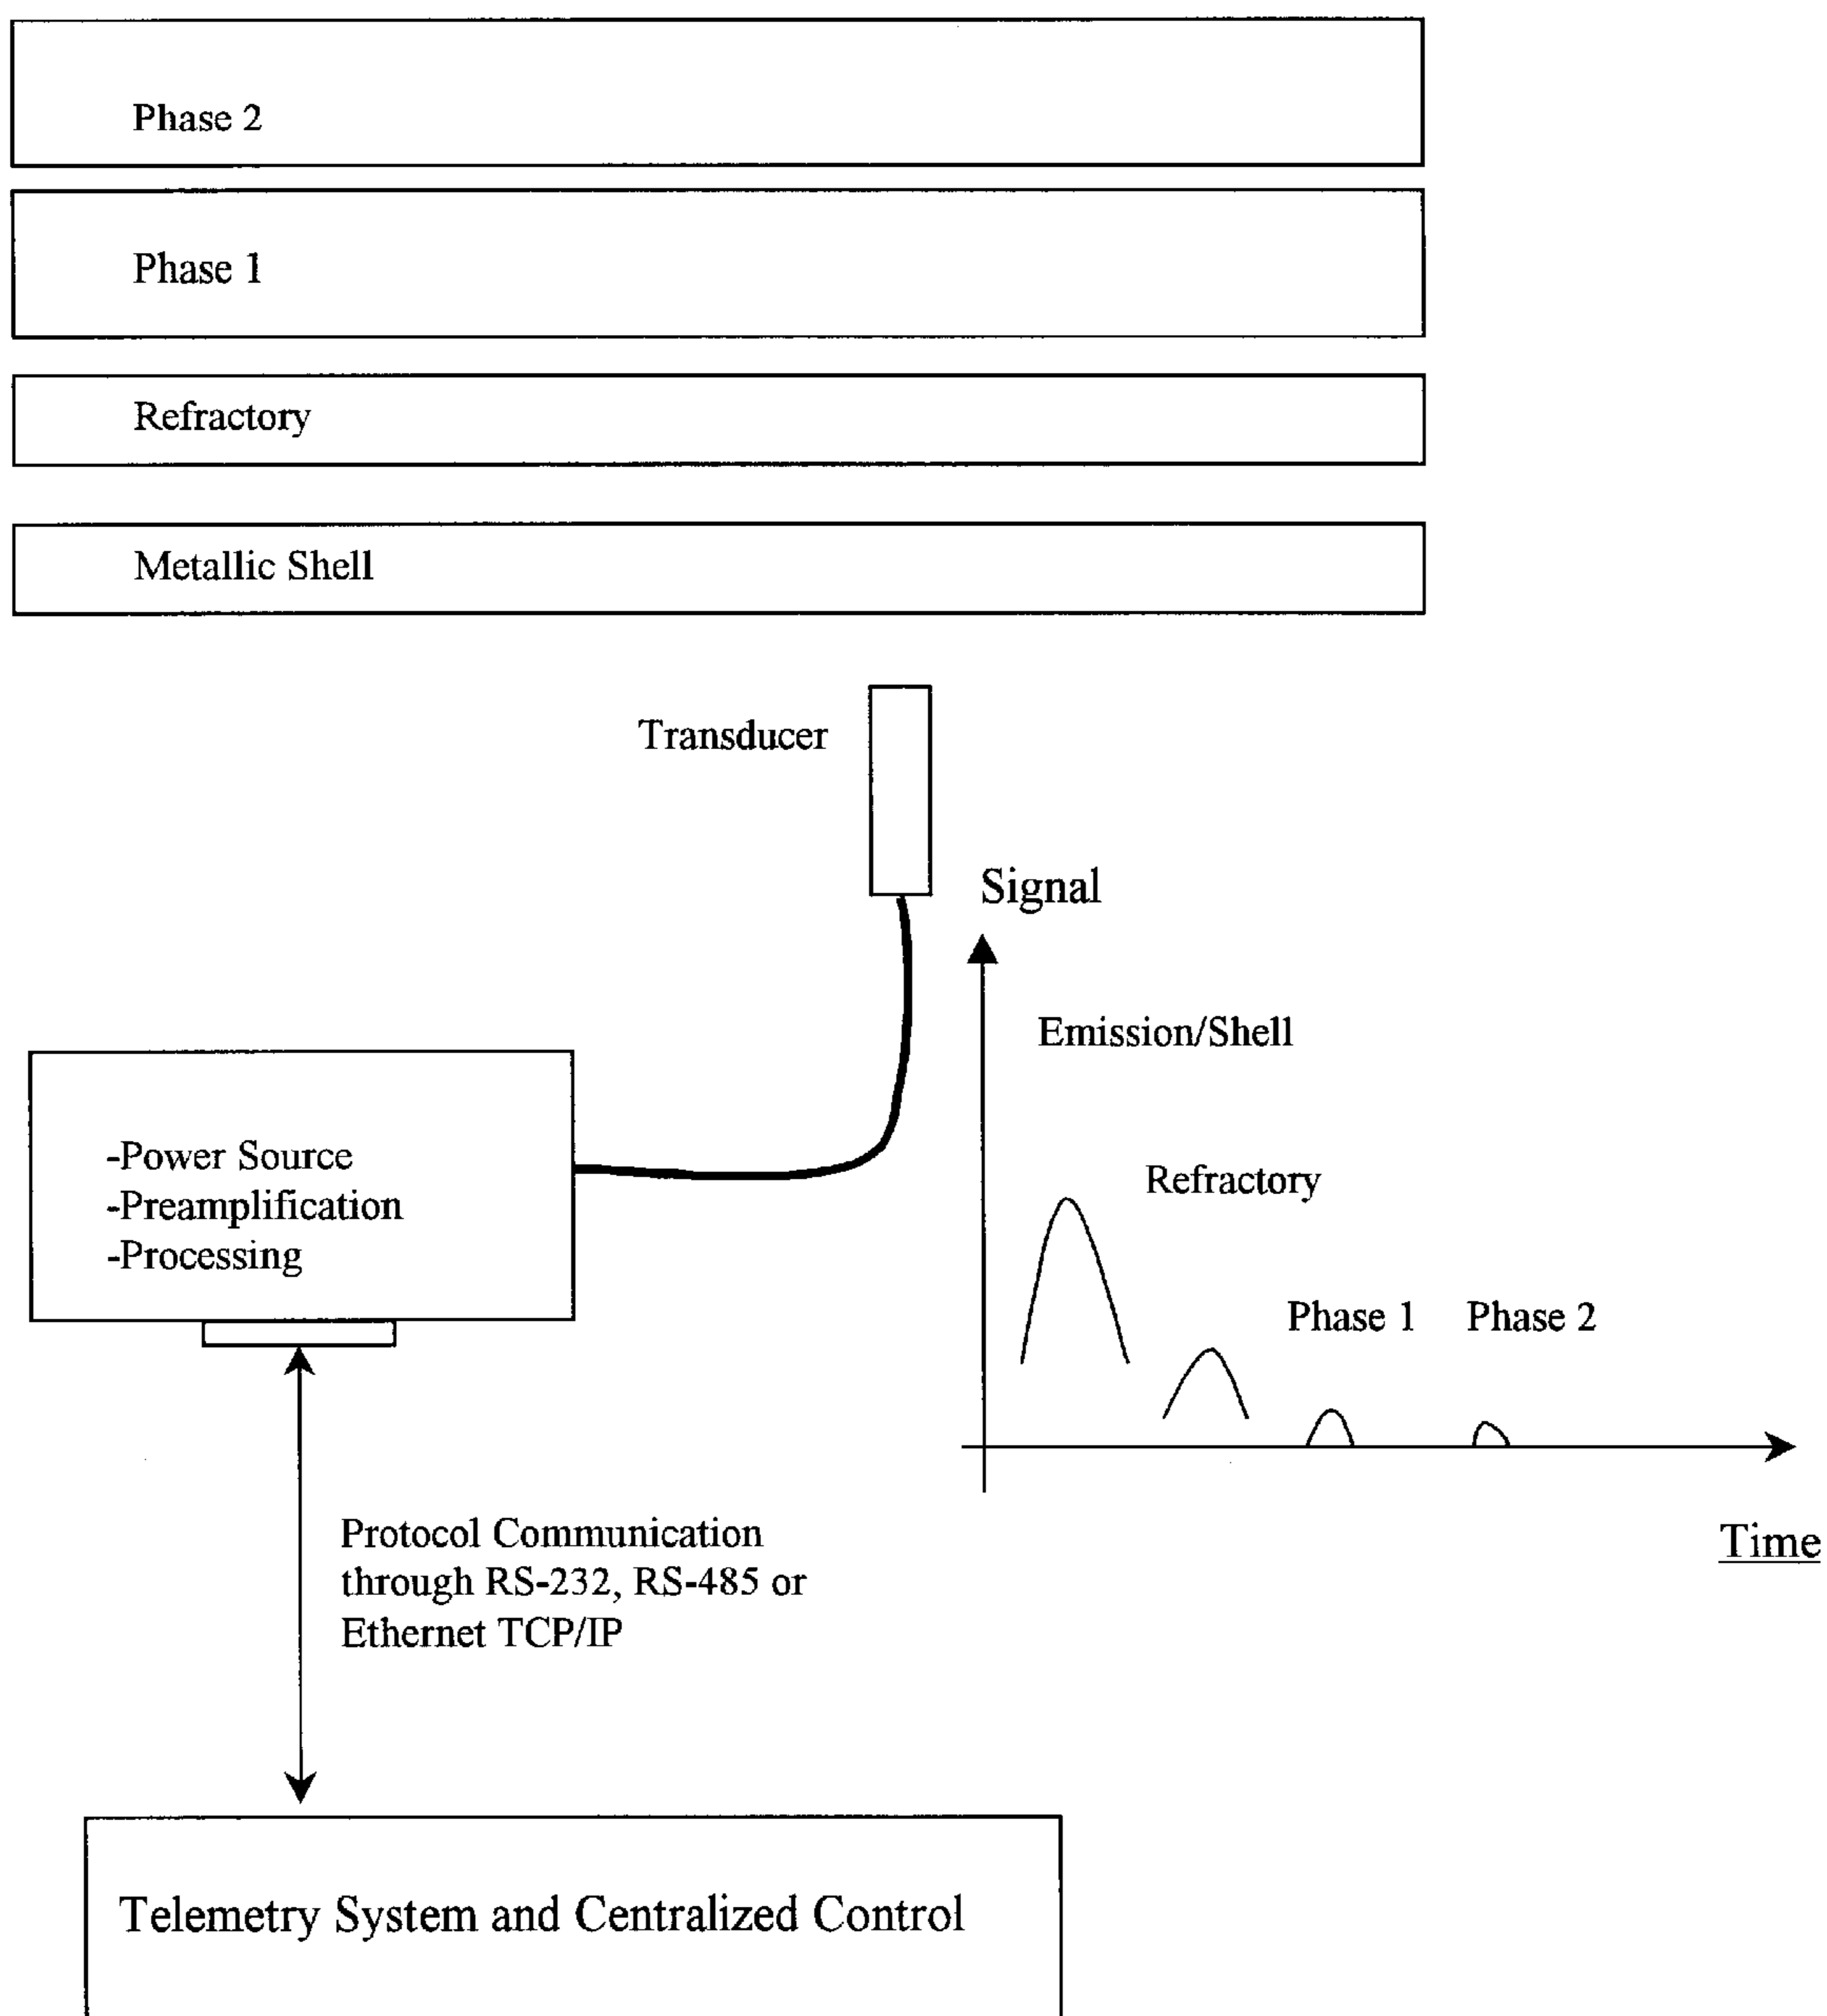 Phase 2
Phase 1
Refractory
Metallic Shell
Transducer
Signal
Emission/Shell
Refractory
Phase 1
Phase 2
-Power Source
-Preamplification
-Processing
Time
Protocol Communication
through RS-232, RS-485 or
Ethernet TCP/IP
Telemetry System and Centralized Control